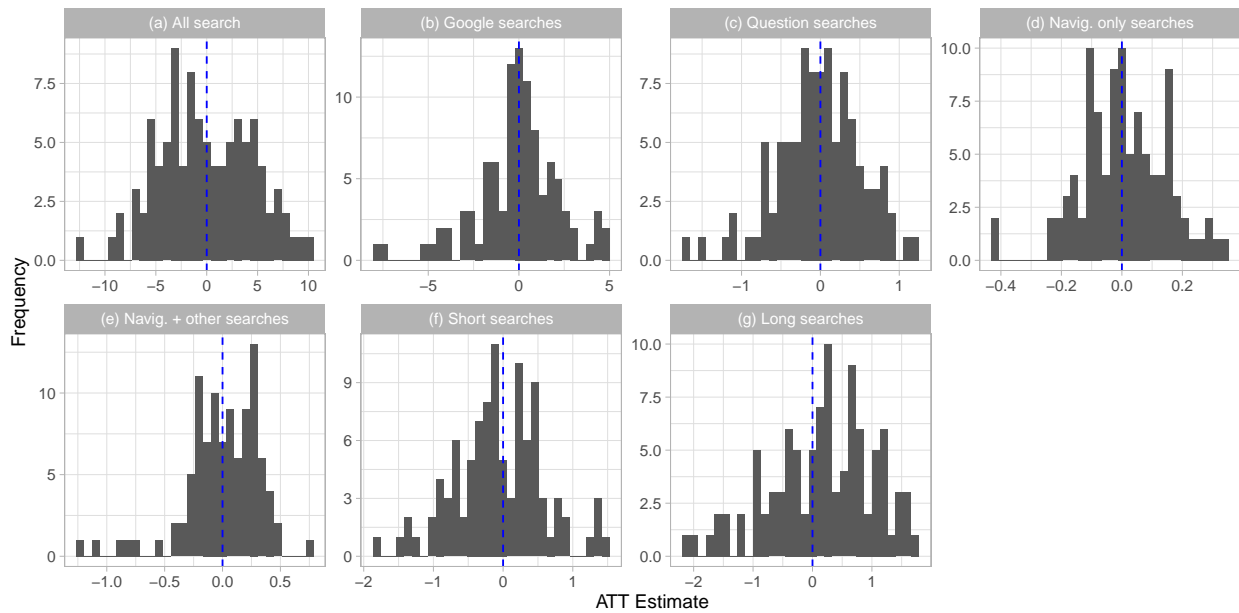 (a) All search
(b) Google searches
(c) Question searches
(d) Navig. only searches
7.5
5.0
2.5
0.0
−10 −5 0 5 10
10
5
0
−5 0 5
7.5
5.0
2.5
0.0
−1 0 1
10.0
7.5
5.0
2.5
0.0
−0.4 −0.2 0.0 0.2
Frequency
(e) Navig. + other searches
(f) Short searches
(g) Long searches
10
5
0
−1.0 −0.5 0.0 0.5
9
6
3
0
−2 −1 0 1
10.0
7.5
5.0
2.5
0.0
−2 −1 0 1
ATT Estimate